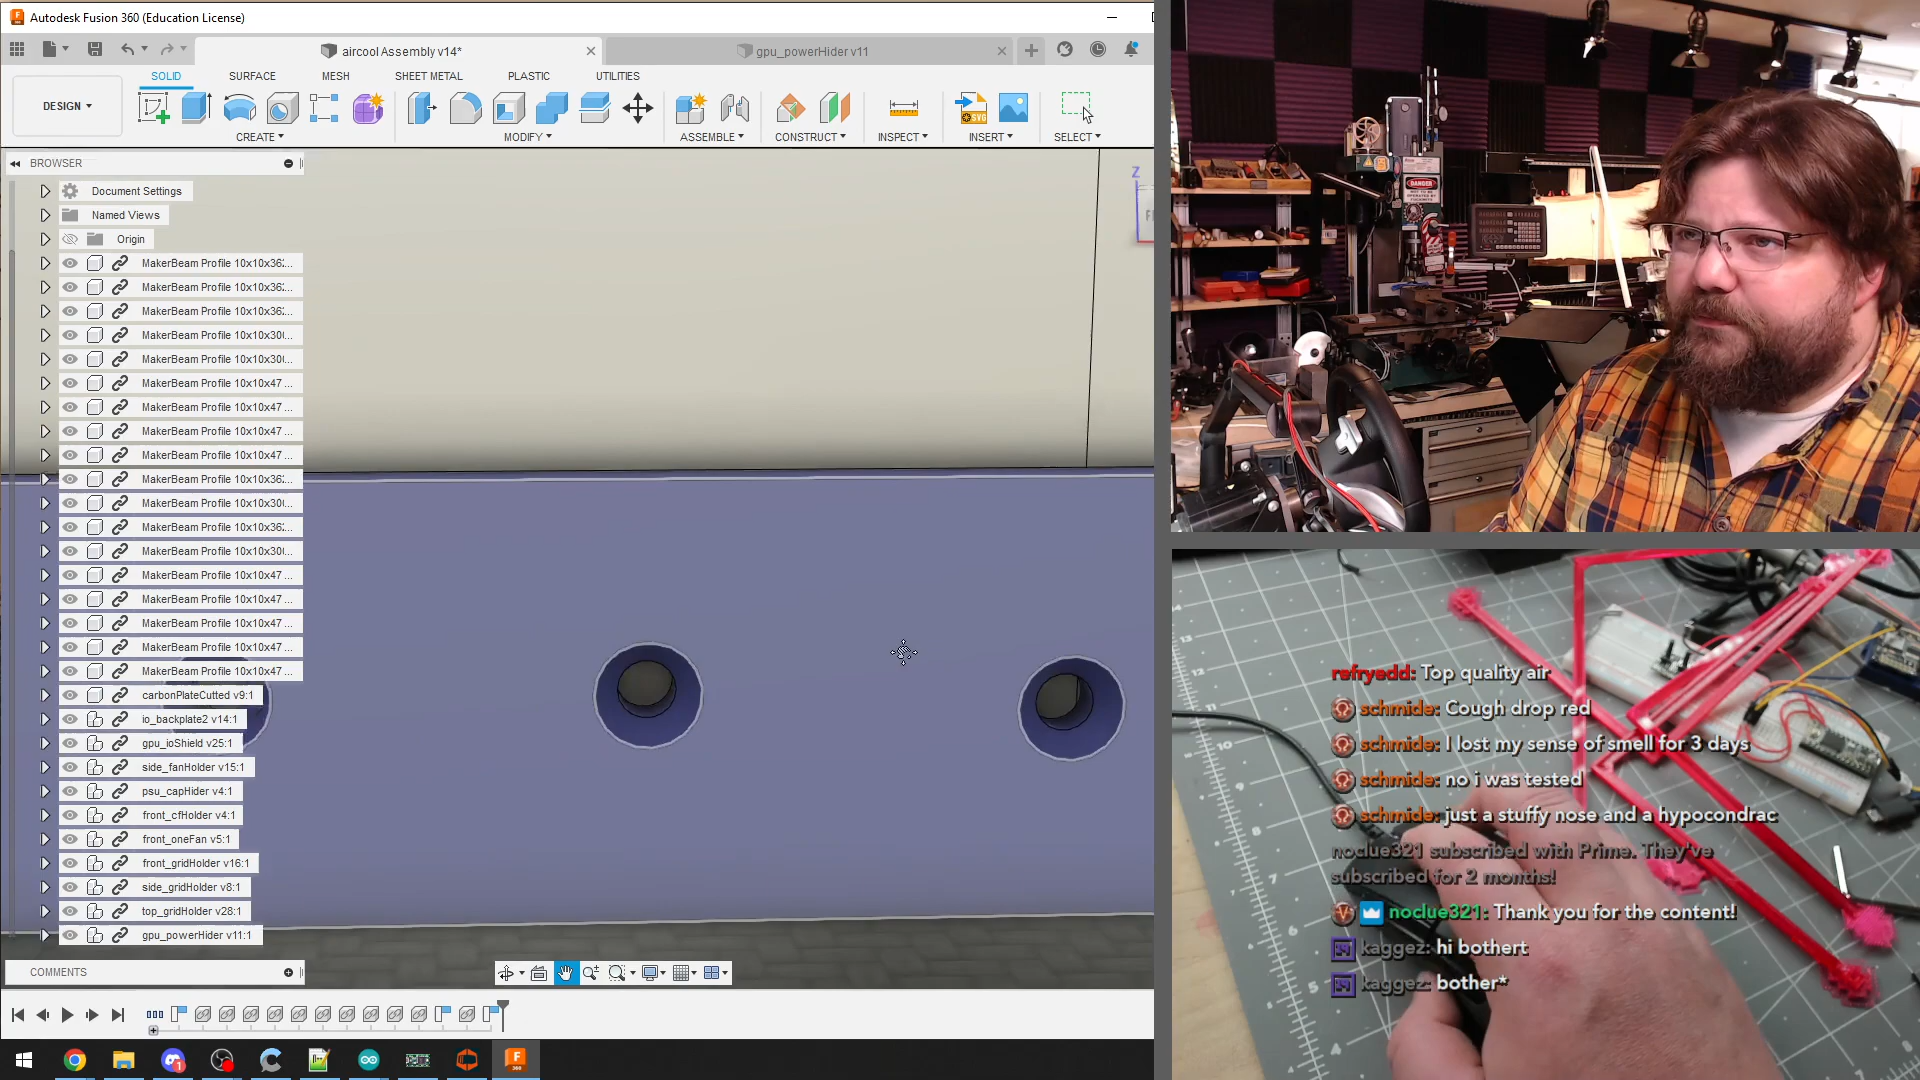 Autodesk Fusion 360 (Education License)
aircool Assembly v14*
gpu_powerHider v11
SOLID
SURFACE
MESH
SHEET METAL
PLASTIC
UTILITIES
DESIGN
CREATE
MODIFY
ASSEMBLE
CONSTRUCT
INSPECT
INSERT
SELECT
BROWSER
Document Settings
Named Views
Origin
MakerBeam Profile 10x10x36...
MakerBeam Profile 10x10x36...
MakerBeam Profile 10x10x36...
MakerBeam Profile 10x10x30...
MakerBeam Profile 10x10x30...
MakerBeam Profile 10x10x47 ...
MakerBeam Profile 10x10x47 ...
MakerBeam Profile 10x10x47 ...
MakerBeam Profile 10x10x47 ...
MakerBeam Profile 10x10x36...
MakerBeam Profile 10x10x30...
MakerBeam Profile 10x10x36...
MakerBeam Profile 10x10x30...
MakerBeam Profile 10x10x47 ...
MakerBeam Profile 10x10x47 ...
MakerBeam Profile 10x10x47 ...
MakerBeam Profile 10x10x47 ...
MakerBeam Profile 10x10x47 ...
carbonPlateCutted v9:1
io_backplate2 v14:1
gpu_ioShield v25:1
side_fanHolder v15:1
psu_capHider v4:1
front_cfHolder v4:1
front_oneFan v5:1
front_gridHolder v16:1
side_gridHolder v8:1
top_gridHolder v28:1
gpu_powerHider v11:1
COMMENTS
Z
DANGER
refryedd: Top quality air
schmide: Cough drop red
schmide: I lost my sense of smell for 3 days
schmide: no i was tested
schmide: just a stuffy nose and a hypocondrac
noclue321 subscribed with Prime. They've
subscribed for 2 months!
noclue321: Thank you for the content!
kaggez: hi bothert
kaggez: bother*